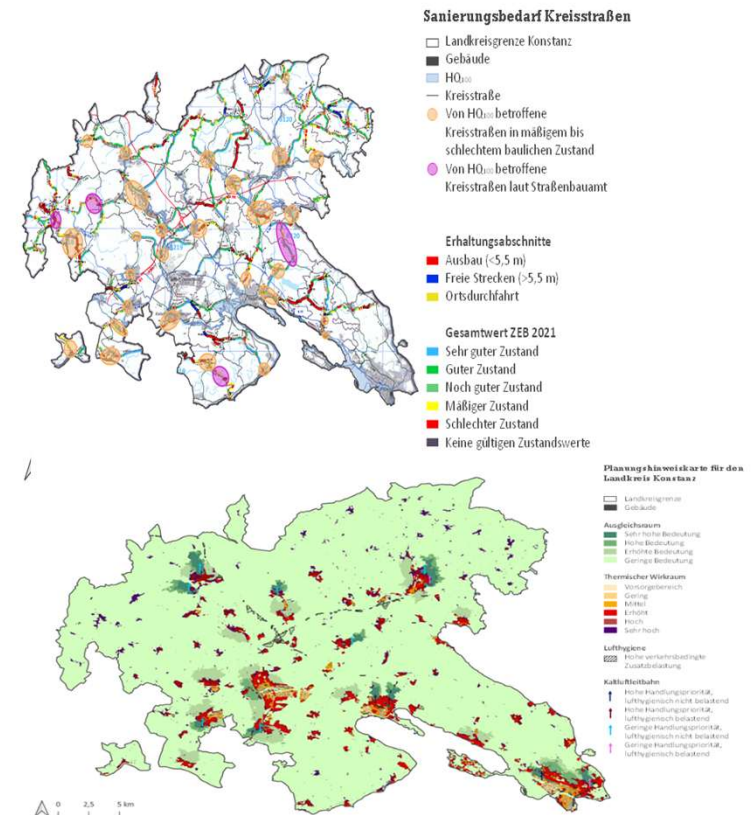 Sanierungsbedarf Kreisstraßen
Landkreisgrenze Konstanz
Gebäude
HQ₁₀₀
Kreisstraße
Von HQ₁₀₀ betroffene
Kreisstraßen in mäßigem bis
schlechtem baulichen Zustand
Von HQ₁₀₀ betroffene
Kreisstraßen laut Straßenbauamt
Erhaltungsabschnitte
Ausbau (<5,5 m)
Freie Strecken (>5,5 m)
Ortsdurchfahrt
Gesamtwert ZEB 2021
Sehr guter Zustand
Guter Zustand
Noch guter Zustand
Mäßiger Zustand
Schlechter Zustand
Keine gültigen Zustandswerte
Planungshinweiskarte für den
Landkreis Konstanz
Landkreisgrenze
Gebäude
Ausgleichsraum
Sehr hohe Bedeutung
Hohe Bedeutung
Erhöhte Bedeutung
Geringe Bedeutung
Thermischer Wirkraum
Vorsorgebereich
Gering
Mittel
Erhöht
Hoch
Sehr hoch
Lufthygiene
Hohe verkehrsbedingte
Zusatzbelastung
Kaltluftleitbahn
Hohe Handlungspriorität,
lufthygienisch nicht belastend
Hohe Handlungspriorität,
lufthygienisch belastend
Geringe Handlungspriorität,
lufthygienisch nicht belastend
Geringe Handlungspriorität,
lufthygienisch belastend
0 2,5 5 km